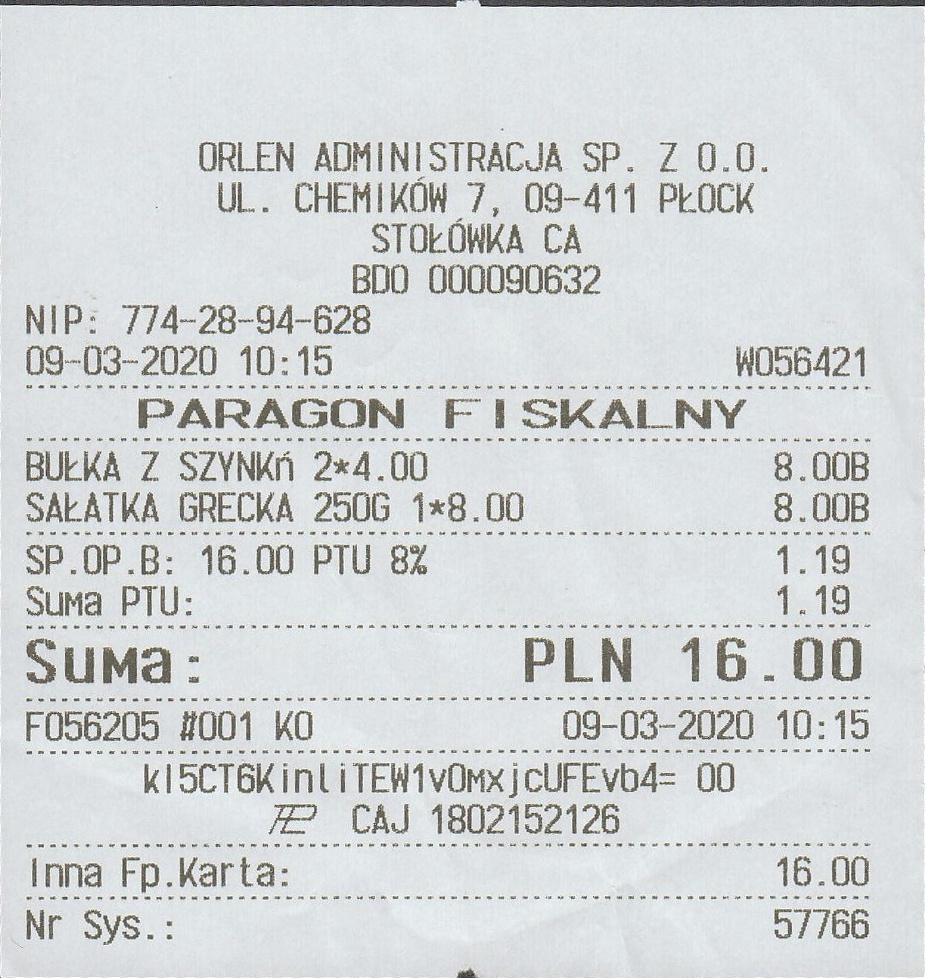 ORLEN ADMINISTRACJA SP. Z O.O.
UL. CHEMIKÓW 7, 09-411 PŁOCK
STOŁÓWKA CA
BDO 000090632
NIP: 774-28-94-628
09-03-2020 10:15 W056421
PARAGON FISKALNY
BUŁKA Z SZYNKń 2*4.00 8.00B
SAŁATKA GRECKA 250G 1*8.00 8.00B
SP.OP.B: 16.00 PTU 8% 1.19
Suma PTU: 1.19
Suma: PLN 16.00
F056205 #001 KO 09-03-2020 10:15
kl5CT6KinliTEW1vOmxjcUFEvb4= 00
CAJ 1802152126
Inna Fp.Karta: 16.00
Nr Sys.: 57766